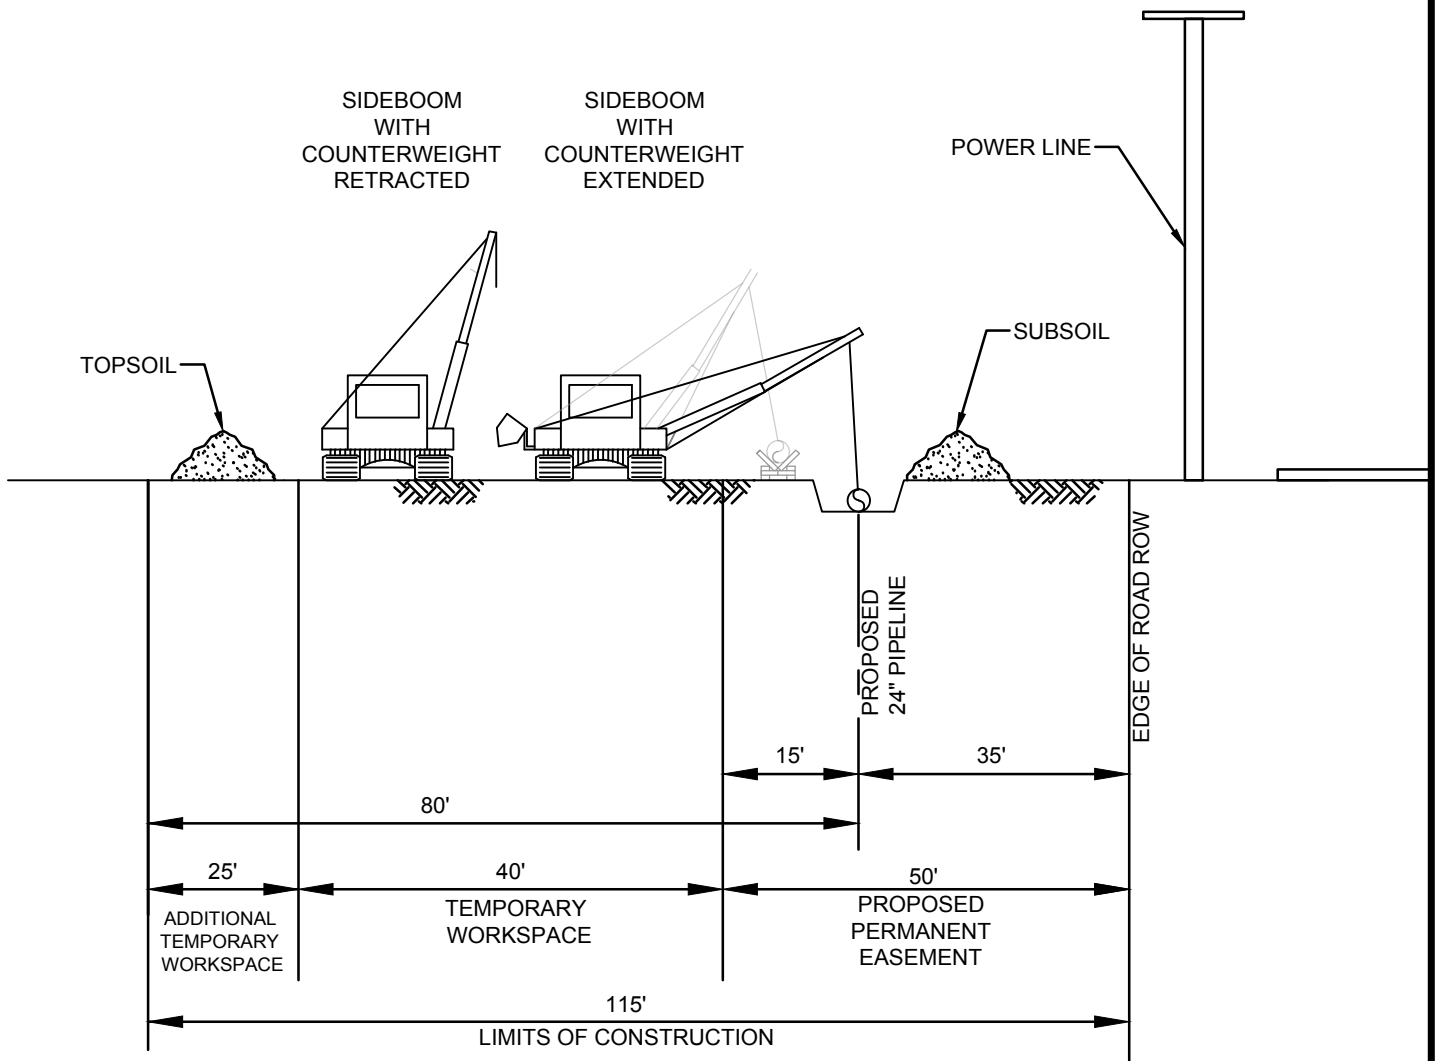 SIDEBOOM
WITH
COUNTERWEIGHT
RETRACTED
SIDEBOOM
WITH
COUNTERWEIGHT
EXTENDED
POWER LINE
TOPSOIL
SUBSOIL
PROPOSED
24" PIPELINE
EDGE OF ROAD ROW
15'
35'
80'
25'
40'
50'
ADDITIONAL
TEMPORARY
WORKSPACE
TEMPORARY
WORKSPACE
PROPOSED
PERMANENT
EASEMENT
115'
LIMITS OF CONSTRUCTION